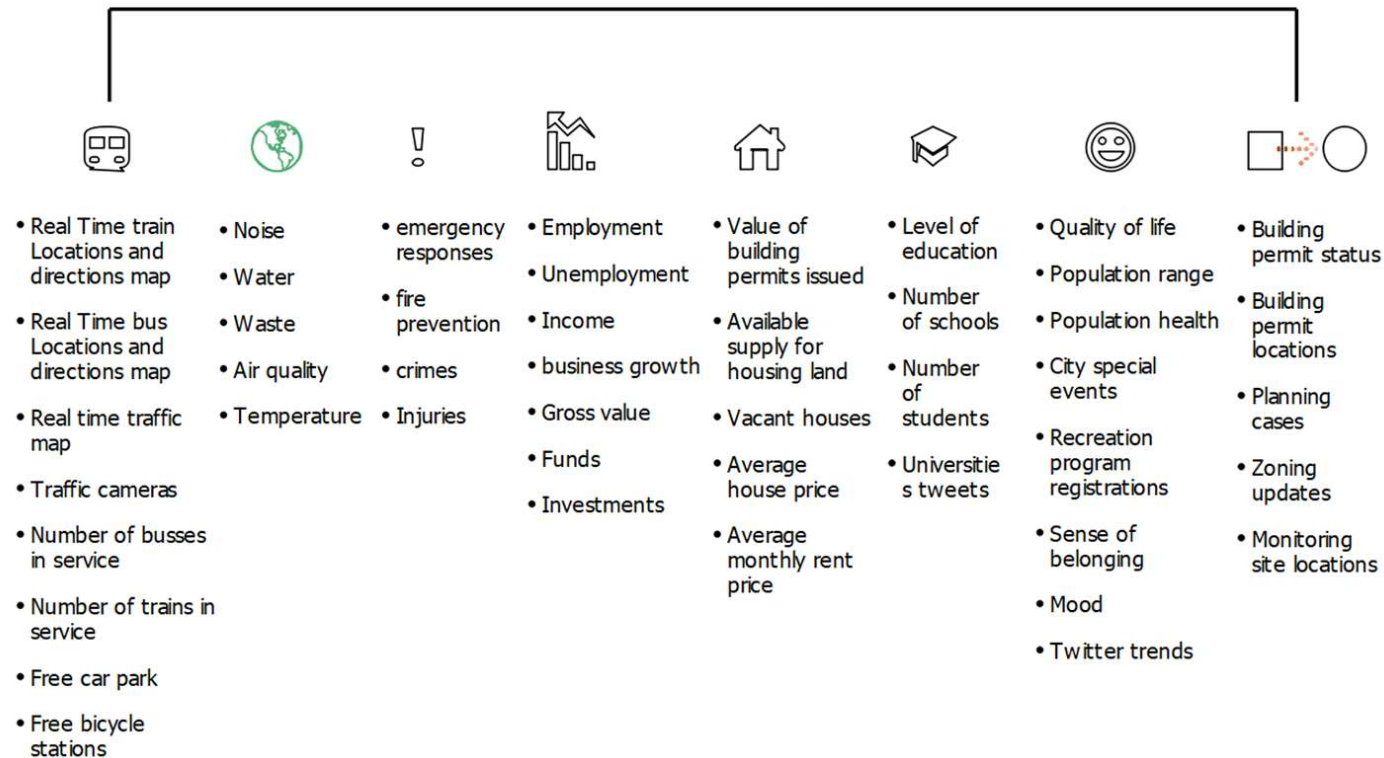 • Real Time train
Locations and
directions map
• Real Time bus
Locations and
directions map
• Real time traffic
map
• Traffic cameras
• Number of busses
in service
• Number of trains in
service
• Free car park
• Free bicycle
stations
• Noise
• Water
• Waste
• Air quality
• Temperature
• emergency
responses
• fire
prevention
• crimes
• Injuries
• Employment
• Unemployment
• Income
• business growth
• Gross value
• Funds
• Investments
• Value of
building
permits issued
• Available
supply for
housing land
• Vacant houses
• Average
house price
• Average
monthly rent
price
• Level of
education
• Number
of schools
• Number
of
students
• Universitie
s tweets
• Quality of life
• Population range
• Population health
• City special
events
• Recreation
program
registrations
• Sense of
belonging
• Mood
• Twitter trends
• Building
permit status
• Building
permit
locations
• Planning
cases
• Zoning
updates
• Monitoring
site locations